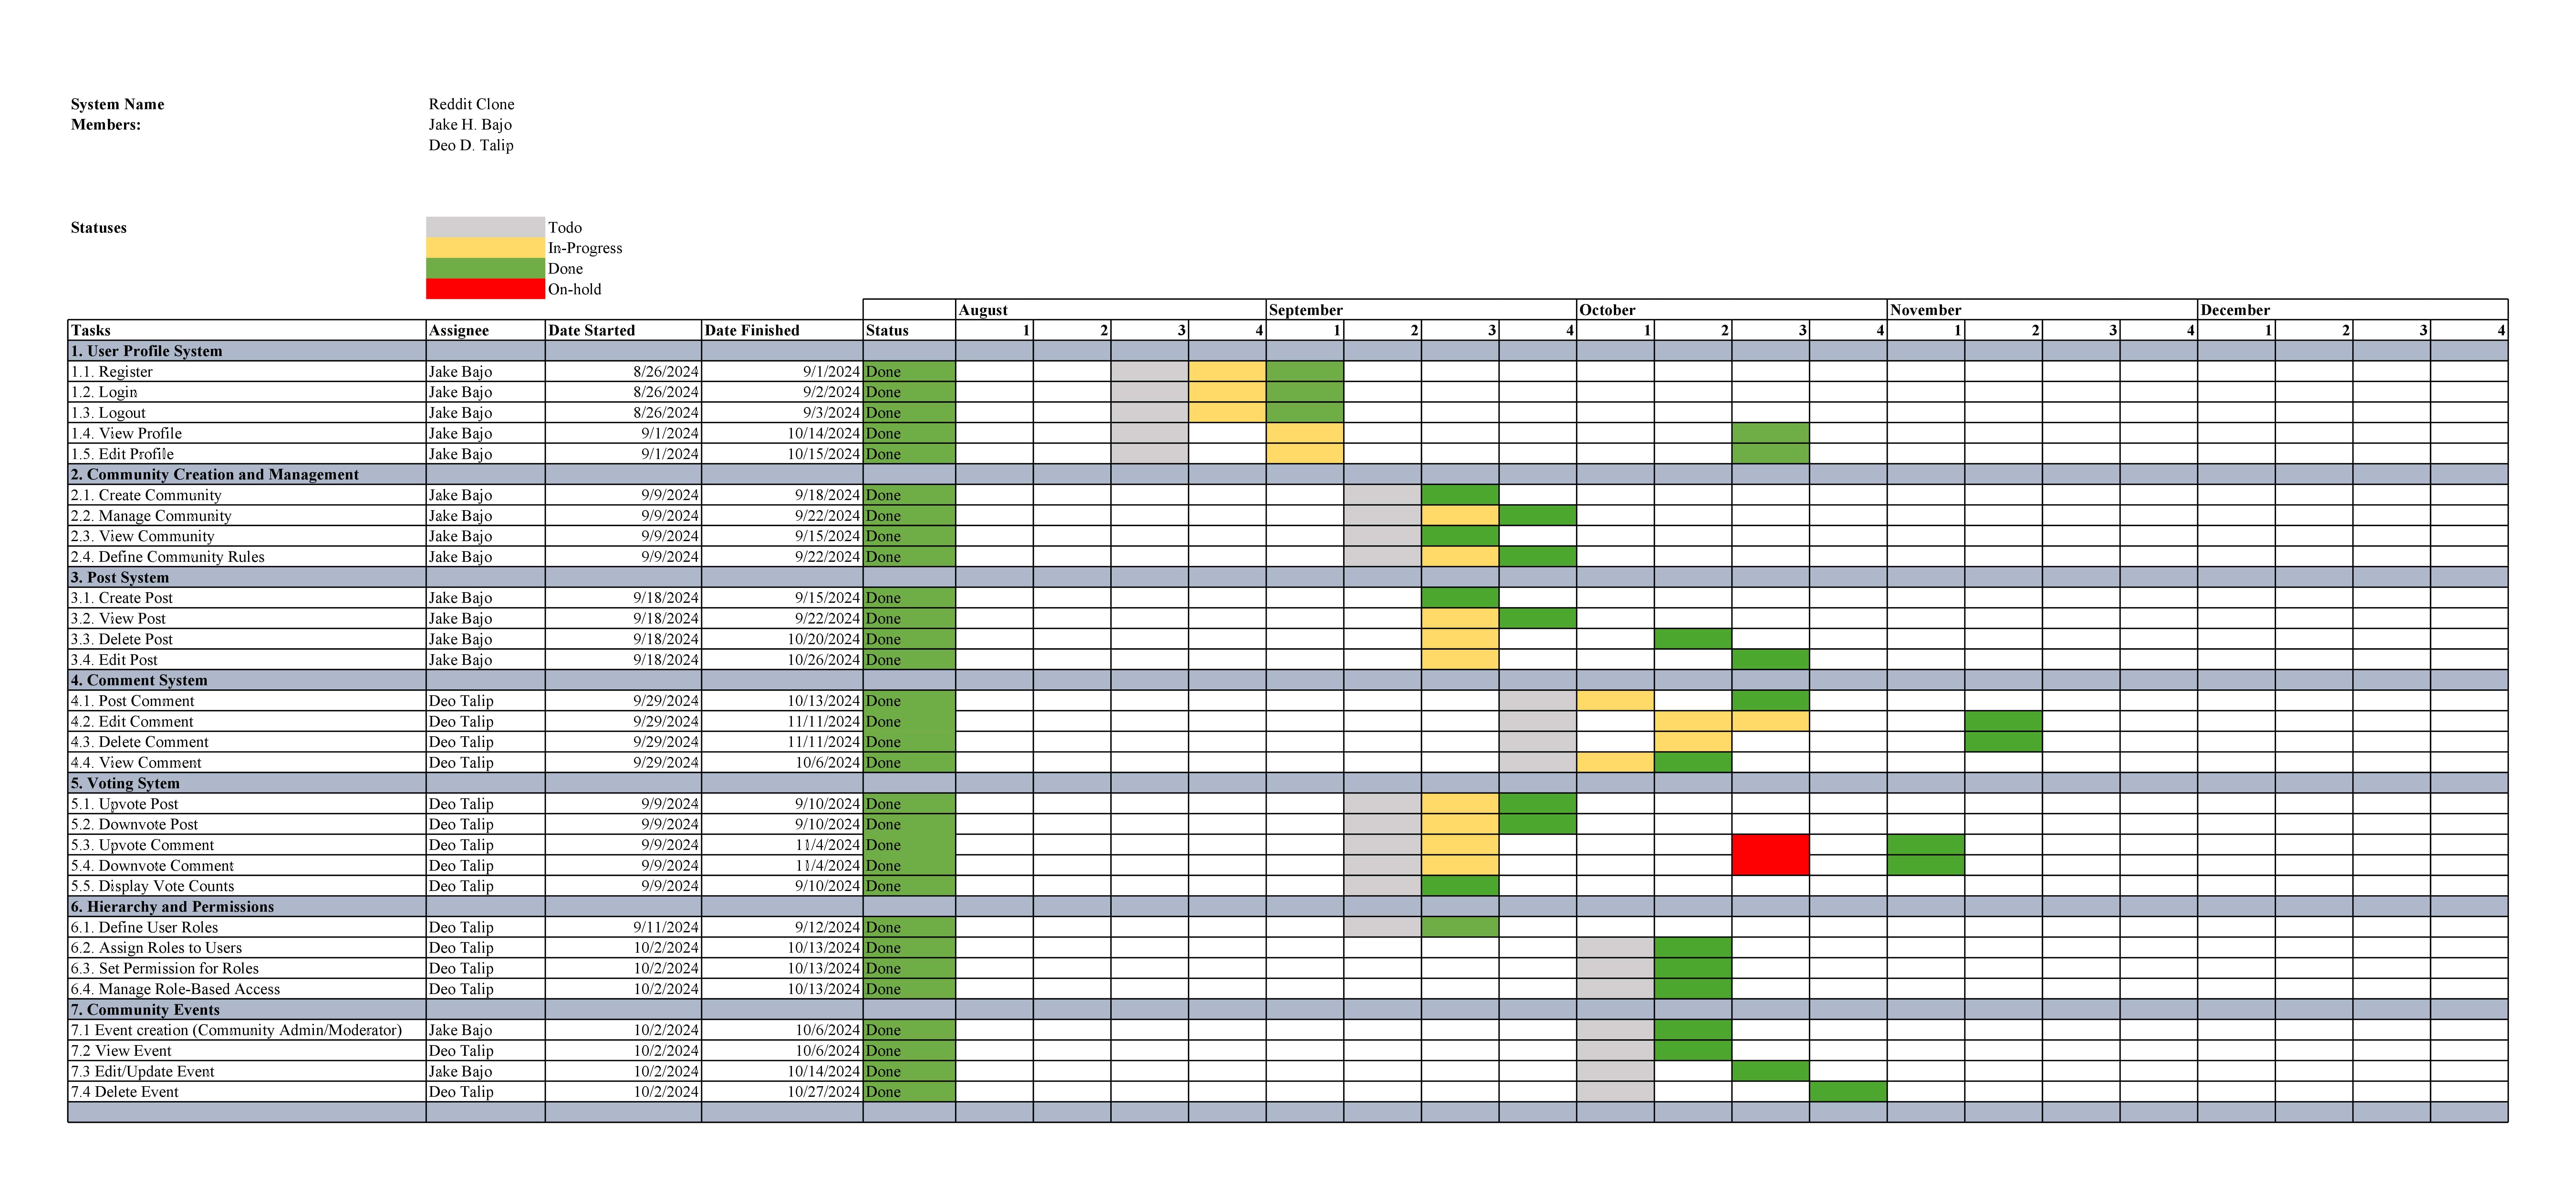 System Name Reddit Clone
Members: Jake H. Bajo
Deo D. Talip
Statuses Todo
In-Progress
Done
On-hold
August September October November December
Tasks Assignee Date Started Date Finished Status 1 2 3 4 1 2 3 4 1 2 3 4 1 2 3 4 1 2 3 4
1. User Profile System
1.1. Register Jake Bajo 8/26/2024 9/1/2024 Done
1.2. Login Jake Bajo 8/26/2024 9/2/2024 Done
1.3. Logout Jake Bajo 8/26/2024 9/3/2024 Done
1.4. View Profile Jake Bajo 9/1/2024 10/14/2024 Done
1.5. Edit Profile Jake Bajo 9/1/2024 10/15/2024 Done
2. Community Creation and Management
2.1. Create Community Jake Bajo 9/9/2024 9/18/2024 Done
2.2. Manage Community Jake Bajo 9/9/2024 9/22/2024 Done
2.3. View Community Jake Bajo 9/9/2024 9/15/2024 Done
2.4. Define Community Rules Jake Bajo 9/9/2024 9/22/2024 Done
3. Post System
3.1. Create Post Jake Bajo 9/18/2024 9/15/2024 Done
3.2. View Post Jake Bajo 9/18/2024 9/22/2024 Done
3.3. Delete Post Jake Bajo 9/18/2024 10/20/2024 Done
3.4. Edit Post Jake Bajo 9/18/2024 10/26/2024 Done
4. Comment System
4.1. Post Comment Deo Talip 9/29/2024 10/13/2024 Done
4.2. Edit Comment Deo Talip 9/29/2024 11/11/2024 Done
4.3. Delete Comment Deo Talip 9/29/2024 11/11/2024 Done
4.4. View Comment Deo Talip 9/29/2024 10/6/2024 Done
5. Voting Sytem
5.1. Upvote Post Deo Talip 9/9/2024 9/10/2024 Done
5.2. Downvote Post Deo Talip 9/9/2024 9/10/2024 Done
5.3. Upvote Comment Deo Talip 9/9/2024 11/4/2024 Done
5.4. Downvote Comment Deo Talip 9/9/2024 11/4/2024 Done
5.5. Display Vote Counts Deo Talip 9/9/2024 9/10/2024 Done
6. Hierarchy and Permissions
6.1. Define User Roles Deo Talip 9/11/2024 9/12/2024 Done
6.2. Assign Roles to Users Deo Talip 10/2/2024 10/13/2024 Done
6.3. Set Permission for Roles Deo Talip 10/2/2024 10/13/2024 Done
6.4. Manage Role-Based Access Deo Talip 10/2/2024 10/13/2024 Done
7. Community Events
7.1 Event creation (Community Admin/Moderator) Jake Bajo 10/2/2024 10/6/2024 Done
7.2 View Event Deo Talip 10/2/2024 10/6/2024 Done
7.3 Edit/Update Event Jake Bajo 10/2/2024 10/14/2024 Done
7.4 Delete Event Deo Talip 10/2/2024 10/27/2024 Done